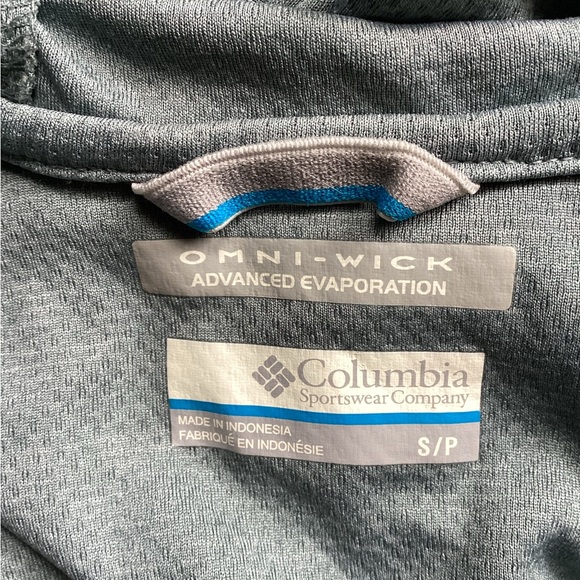 OMNI-WICK
ADVANCED EVAPORATION
Columbia
Sportswear Company
MADE IN INDONESIA
FABRIQUÉ EN INDONÉSIE
S/P